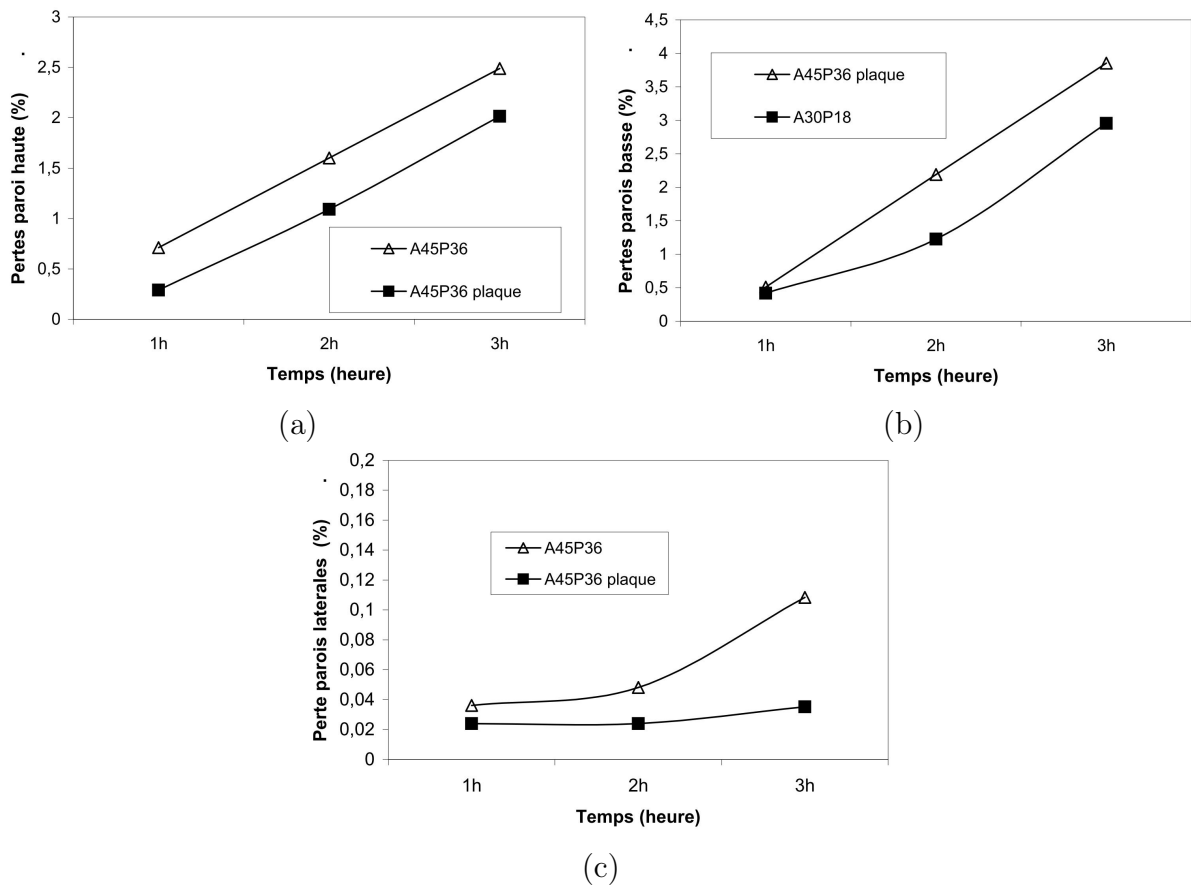 Pertes paroi haute (%)
3
2,5
2
1,5
1
0,5
0
A45P36
A45P36 plaque
1h 2h 3h
Temps (heure)
(a)
Pertes parois basse (%)
4,5
4
3,5
3
2,5
2
1,5
1
0,5
0
A45P36 plaque
A30P18
1h 2h 3h
Temps (heure)
(b)
Perte parois laterales (%)
0,2
0,18
0,16
0,14
0,12
0,1
0,08
0,06
0,04
0,02
0
A45P36
A45P36 plaque
1h 2h 3h
Temps (heure)
(c)